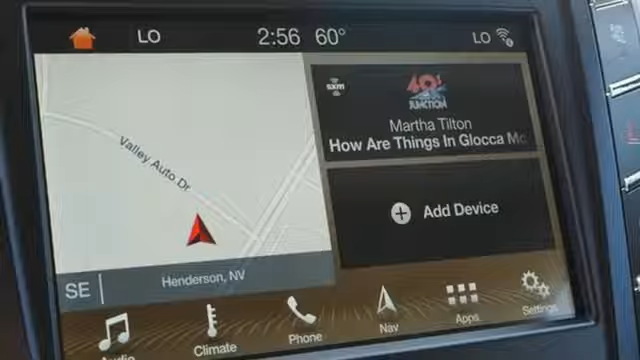 LO 2:56 60° LO
sxm
40s
JUNCTION
Martha Tilton
How Are Things In Glocca Mo
Valley Auto Dr
Add Device
SE
Henderson, NV
Audio
Climate
Phone
Nav
Apps
Settings